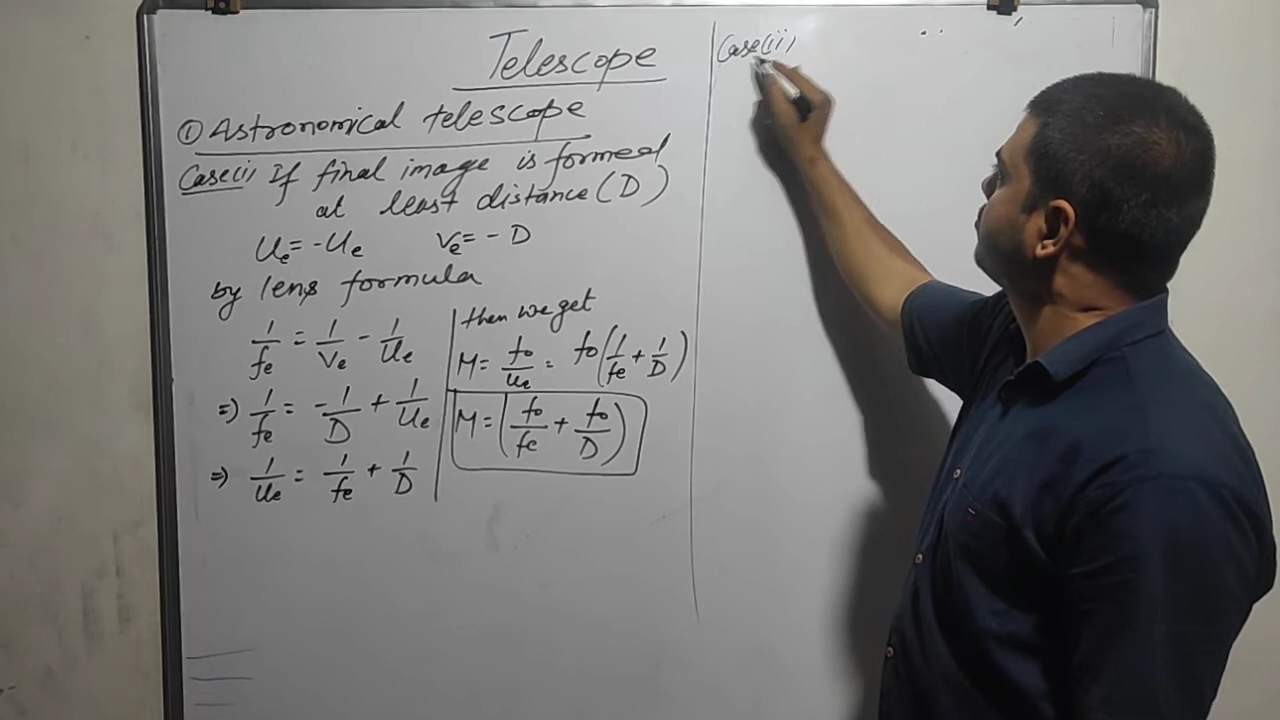 Telescope
① Astronomical telescope
Case(i) If final image is formed
at least distance (D)
Ue = -Ue   Ve = - D
by lens formula
1/fe = 1/Ve - 1/Ue
=) 1/fe = -1/D + 1/Ue
=) 1/Ue = 1/fe + 1/D
then we get
M = fo/Ue = fo(1/fe + 1/D)
M = (fo/fe + fo/D)
Case(ii)